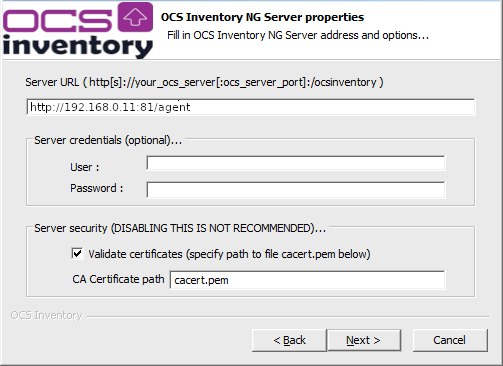 OCS
inventory
OCS Inventory NG Server properties
Fill in OCS Inventory NG Server address and options...
Server URL ( http[s]://your_ocs_server[:ocs_server_port]:/ocsinventory )
http://192.168.0.11:81/agent
Server credentials (optional)...
User :
Password :
Server security (DISABLING THIS IS NOT RECOMMENDED)...
Validate certificates (specify path to file cacert.pem below)
CA Certificate path cacert.pem
OCS Inventory
< Back Next > Cancel